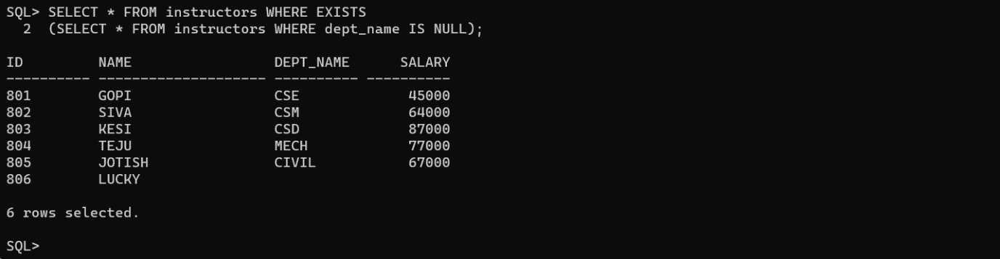 SQL> SELECT * FROM instructors WHERE EXISTS
  2  (SELECT * FROM instructors WHERE dept_name IS NULL);
ID         NAME                 DEPT_NAME      SALARY
---------- -------------------- ---------- ----------
801        GOPI                 CSE             45000
802        SIVA                 CSM             64000
803        KESI                 CSD             87000
804        TEJU                 MECH            77000
805        JOTISH               CIVIL           67000
806        LUCKY
6 rows selected.
SQL>